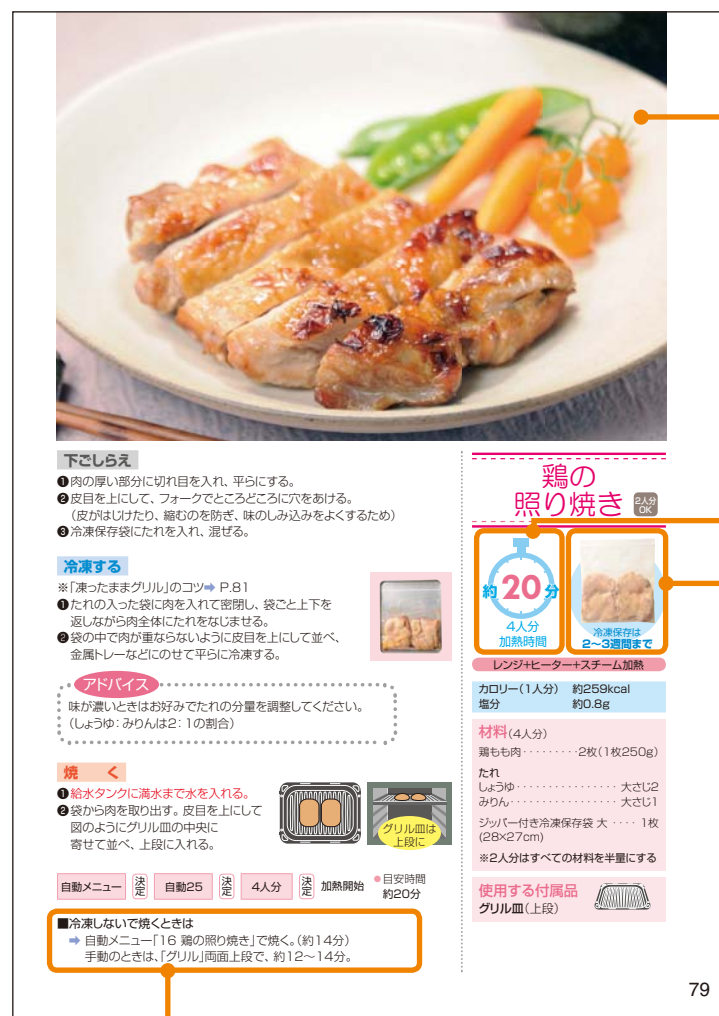 下ごしらえ
❶肉の厚い部分に切れ目を入れ、平らにする。
❷皮目を上にして、フォークでところどころに穴をあける。
（皮がはじけたり、縮むのを防ぎ、味のしみ込みをよくするため）
❸冷凍保存袋にたれを入れ、混ぜる。
冷凍する
※「凍ったままグリル」のコツ➡ P.81
❶たれの入った袋に肉を入れて密閉し、袋ごと上下を
返しながら肉全体にたれをなじませる。
❷袋の中で肉が重ならないように皮目を上にして並べ、
金属トレーなどにのせて平らに冷凍する。
アドバイス
味が濃いときはお好みでたれの分量を調整してください。
（しょうゆ：みりんは2：1の割合）
焼　く
❶給水タンクに満水まで水を入れる。
❷袋から肉を取り出す。皮目を上にして
図のようにグリル皿の中央に
寄せて並べ、上段に入れる。
グリル皿は
上段に
自動メニュー 決定 自動25 決定 4人分 決定 加熱開始 ●目安時間
約20分
■冷凍しないで焼くときは
➡ 自動メニュー「16 鶏の照り焼き」で焼く。（約14分）
手動のときは、「グリル」両面上段で、約12〜14分。
鶏の
照り焼き 2人分OK
約20分
4人分
加熱時間
冷凍保存は
2〜3週間まで
レンジ+ヒーター+スチーム加熱
カロリー（1人分） 約259kcal
塩分 約0.8g
材料（4人分）
鶏もも肉・・・・・・・・・2枚（1枚250g）
たれ
しょうゆ・・・・・・・・・・・・・・・・ 大さじ2
みりん・・・・・・・・・・・・・・・・・ 大さじ1
ジッパー付き冷凍保存袋 大・・・・ 1枚
（28×27cm）
※2人分はすべての材料を半量にする
使用する付属品
グリル皿（上段）
79